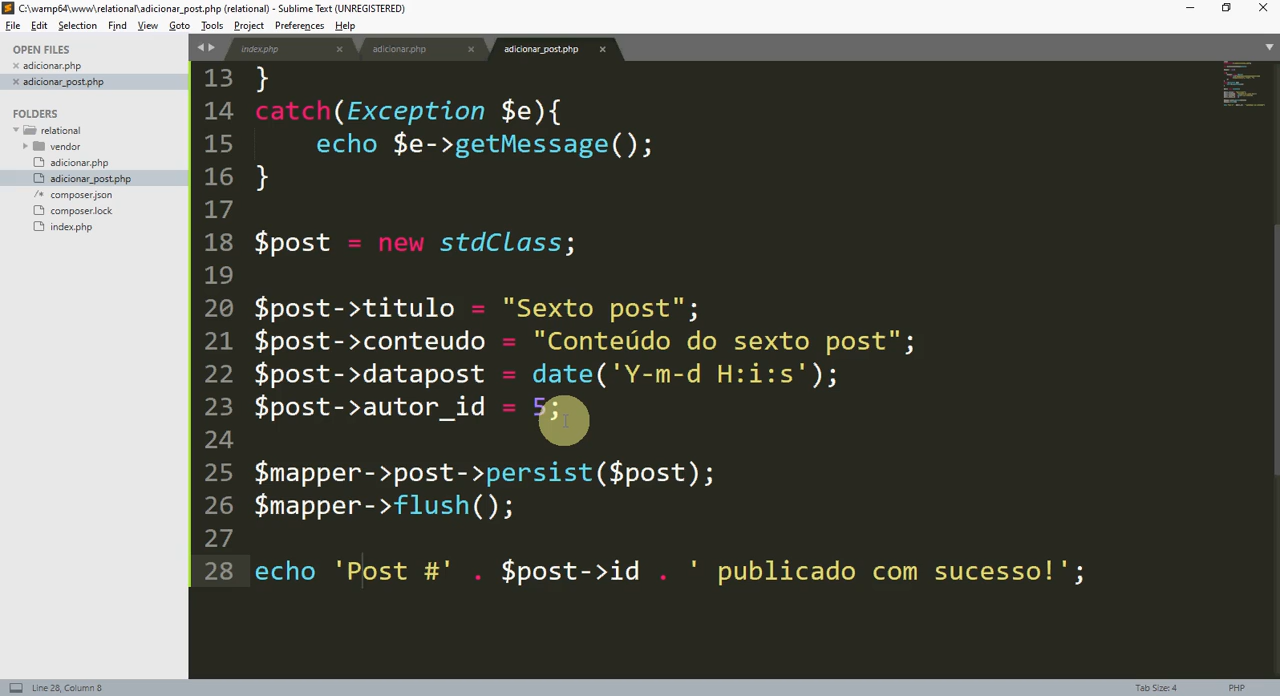 C:\wamp64\www\relational\adicionar_post.php (relational) - Sublime Text (UNREGISTERED)
File Edit Selection Find View Goto Tools Project Preferences Help
OPEN FILES
adicionar.php
adicionar_post.php
FOLDERS
relational
vendor
adicionar.php
adicionar_post.php
composer.json
composer.lock
index.php
index.php adicionar.php adicionar_post.php
13 }
14 catch(Exception $e){
15 echo $e->getMessage();
16 }
17
18 $post = new stdClass;
19
20 $post->titulo = "Sexto post";
21 $post->conteudo = "Conteúdo do sexto post";
22 $post->datapost = date('Y-m-d H:i:s');
23 $post->autor_id = 5;
24
25 $mapper->post->persist($post);
26 $mapper->flush();
27
28 echo 'Post #' . $post->id . ' publicado com sucesso!';
Line 28, Column 8 Tab Size: 4 PHP